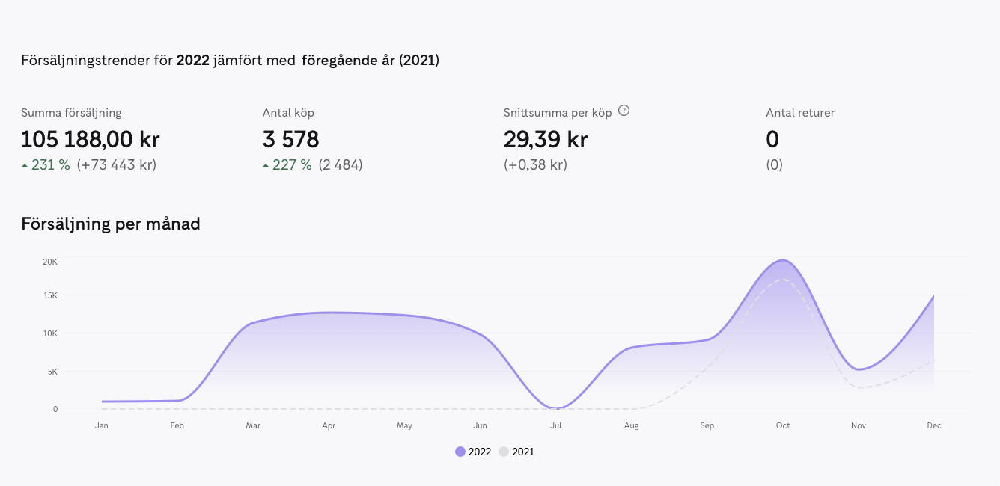 Försäljningstrender för 2022 jämfört med föregående år (2021)
Summa försäljning
105 188,00 kr
231 % (+73 443 kr)
Antal köp
3 578
227 % (2 484)
Snittsumma per köp ?
29,39 kr
(+0,38 kr)
Antal returer
0
(0)
Försäljning per månad
20K
15K
10K
5K
0
Jan Feb Mar Apr May Jun Jul Aug Sep Oct Nov Dec
2022 2021